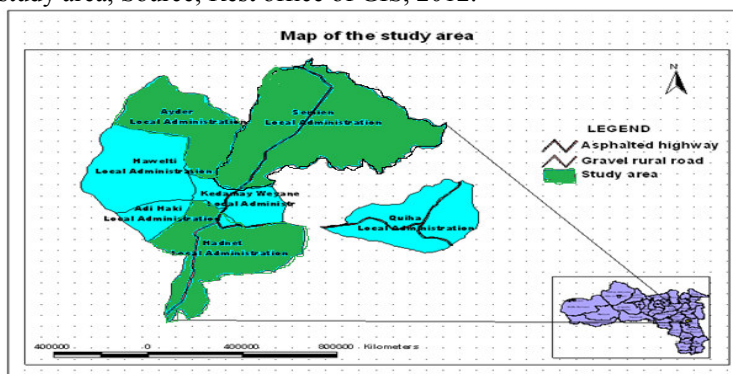 study area, Source, Rest office of GIS, 2012.
Map of the study area
N
Ayder
Local Administration
Semien
Local Administration
LEGEND
Asphalted highway
Gravel rural road
Study area
Hawelti
Local Administration
Kedamay Weyane
Local Administr
Adi Haki
Local Administration
Quiha
Local Administration
Hadnet
Local Administration
400000 0 400000 800000 Kilometers